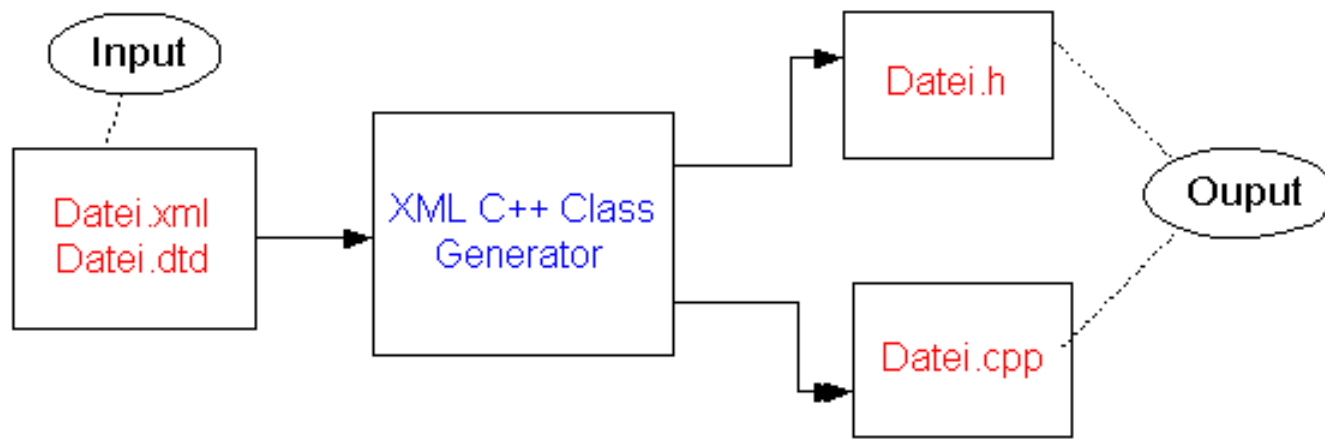 Input
Datei.xml
Datei.dtd
XML C++ Class
Generator
Datei.h
Datei.cpp
Ouput